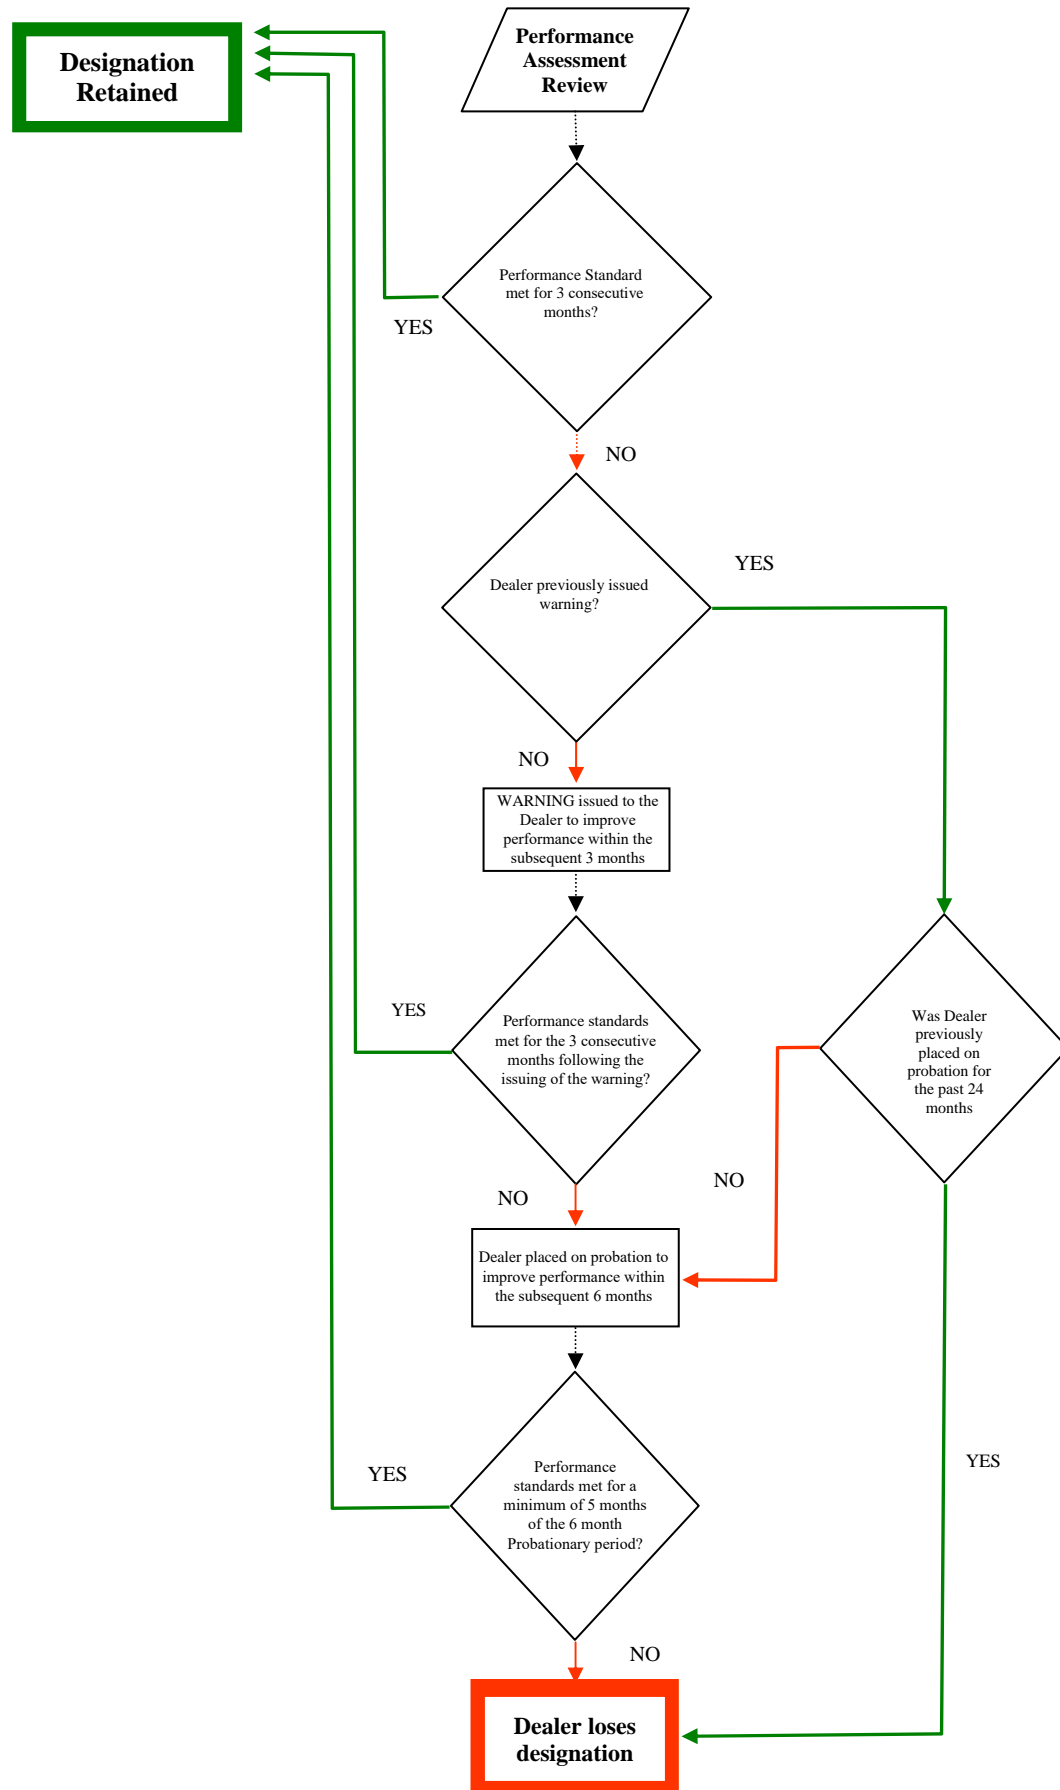 Designation
Retained
Performance
Assessment
Review
Performance Standard
met for 3 consecutive
months?
YES
NO
Dealer previously issued
warning?
YES
NO
WARNING issued to the
Dealer to improve
performance within the
subsequent 3 months
YES
Performance standards
met for the 3 consecutive
months following the
issuing of the warning?
Was Dealer
previously
placed on
probation for
the past 24
months
NO
NO
Dealer placed on probation to
improve performance within
the subsequent 6 months
YES
Performance
standards met for a
minimum of 5 months
of the 6 month
Probationary period?
YES
NO
Dealer loses
designation